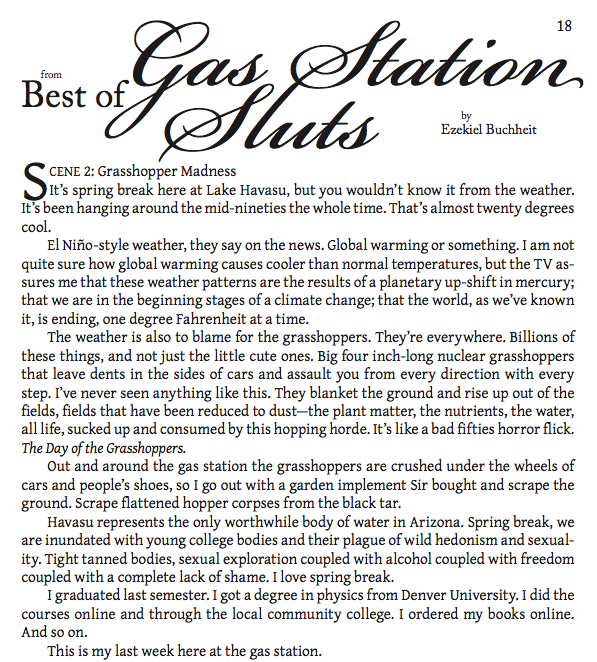 18
from
Best of Gas Station
Sluts
by
Ezekiel Buchheit
SCENE 2: Grasshopper Madness
It’s spring break here at Lake Havasu, but you wouldn’t know it from the weather.
It’s been hanging around the mid-nineties the whole time. That’s almost twenty degrees
cool.
El Niño-style weather, they say on the news. Global warming or something. I am not
quite sure how global warming causes cooler than normal temperatures, but the TV as-
sures me that these weather patterns are the results of a planetary up-shift in mercury;
that we are in the beginning stages of a climate change; that the world, as we’ve known
it, is ending, one degree Fahrenheit at a time.
The weather is also to blame for the grasshoppers. They’re everywhere. Billions of
these things, and not just the little cute ones. Big four inch-long nuclear grasshoppers
that leave dents in the sides of cars and assault you from every direction with every
step. I’ve never seen anything like this. They blanket the ground and rise up out of the
fields, fields that have been reduced to dust—the plant matter, the nutrients, the water,
all life, sucked up and consumed by this hopping horde. It’s like a bad fifties horror flick.
The Day of the Grasshoppers.
Out and around the gas station the grasshoppers are crushed under the wheels of
cars and people’s shoes, so I go out with a garden implement Sir bought and scrape the
ground. Scrape flattened hopper corpses from the black tar.
Havasu represents the only worthwhile body of water in Arizona. Spring break, we
are inundated with young college bodies and their plague of wild hedonism and sexual-
ity. Tight tanned bodies, sexual exploration coupled with alcohol coupled with freedom
coupled with a complete lack of shame. I love spring break.
I graduated last semester. I got a degree in physics from Denver University. I did the
courses online and through the local community college. I ordered my books online.
And so on.
This is my last week here at the gas station.